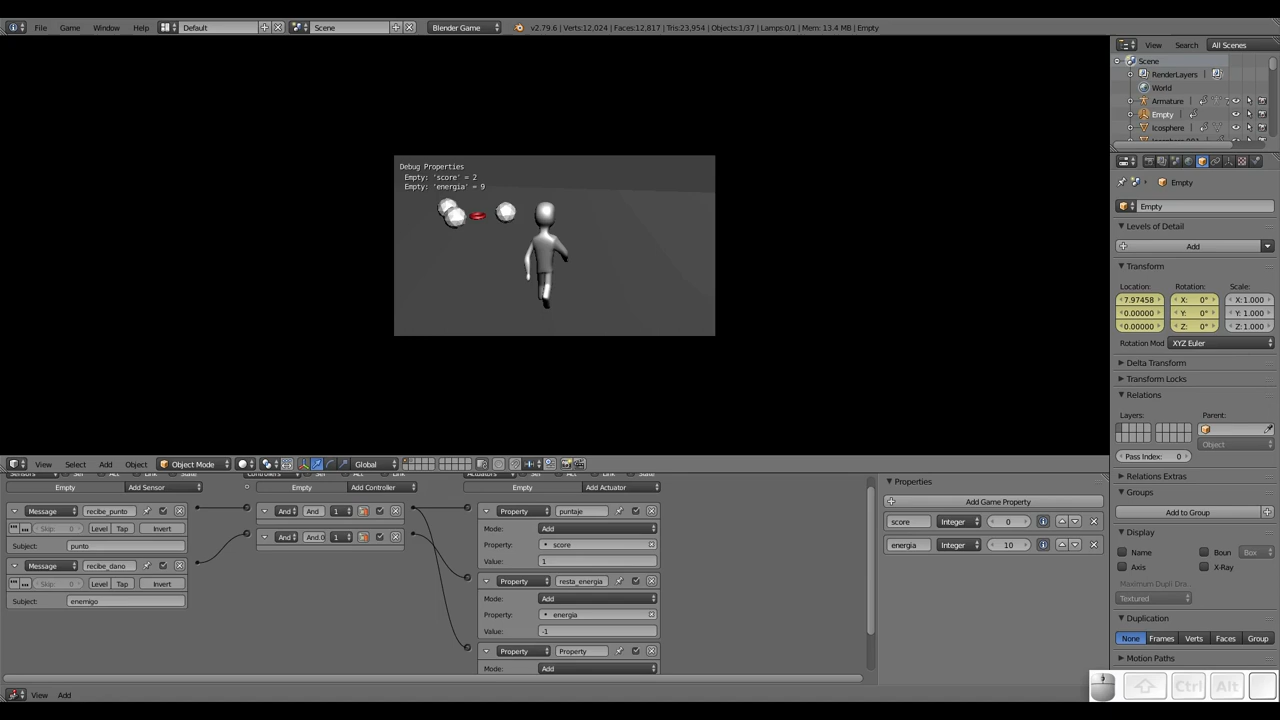 File Game Window Help Default Scene Blender Game v2.79.6 | Verts:12,024 | Faces:12,817 | Tris:23,954 | Objects:1/37 | Lamps:0/1 | Mem: 13.4 MB | Empty
View Search All Scenes
Scene
RenderLayers
World
Armature
Empty
Icosphere
Debug Properties
Empty: 'score' = 2
Empty: 'energia' = 9
Empty
Empty
Levels of Detail
Add
Transform
Location: Rotation: Scale:
7.97458 X: 0° X:1.000
0.00000 Y: 0° Y:1.000
0.00000 Z: 0° Z:1.000
Rotation Mod XYZ Euler
Delta Transform
Transform Locks
Relations
Layers: Parent:
Object
Pass Index: 0
Relations Extras
Groups
Add to Group
Display
Name Boun Box
Axis X-Ray
Maximum Dupli Dra..
Textured
Duplication
None Frames Verts Faces Group
Motion Paths
View Select Add Object Object Mode Global
Empty Add Sensor Empty Add Controller Empty Add Actuator
Message recibe_punto
Skip: 0 Level Tap Invert
Subject: punto
Message recibe_dano
Skip: 0 Level Tap Invert
Subject: enemigo
And And 1
And And.0 1
Property puntaje
Mode: Add
Property: score
Value: 1
Property resta_energia
Mode: Add
Property: energia
Value: -1
Property Property
Mode: Add
Properties
Add Game Property
score Integer 0
energia Integer 10
View Add
Ctrl Alt